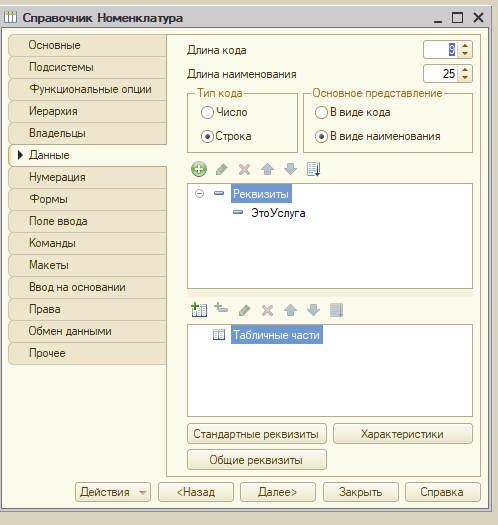 Справочник Номенклатура
Основные
Подсистемы
Функциональные опции
Иерархия
Владельцы
Данные
Нумерация
Формы
Поле ввода
Команды
Макеты
Ввод на основании
Права
Обмен данными
Прочее
Длина кода 9
Длина наименования 25
Тип кода
Число
Строка
Основное представление
В виде кода
В виде наименования
Реквизиты
ЭтоУслуга
Табличные части
Стандартные реквизиты Характеристики
Общие реквизиты
Действия <Назад Далее> Закрыть Справка